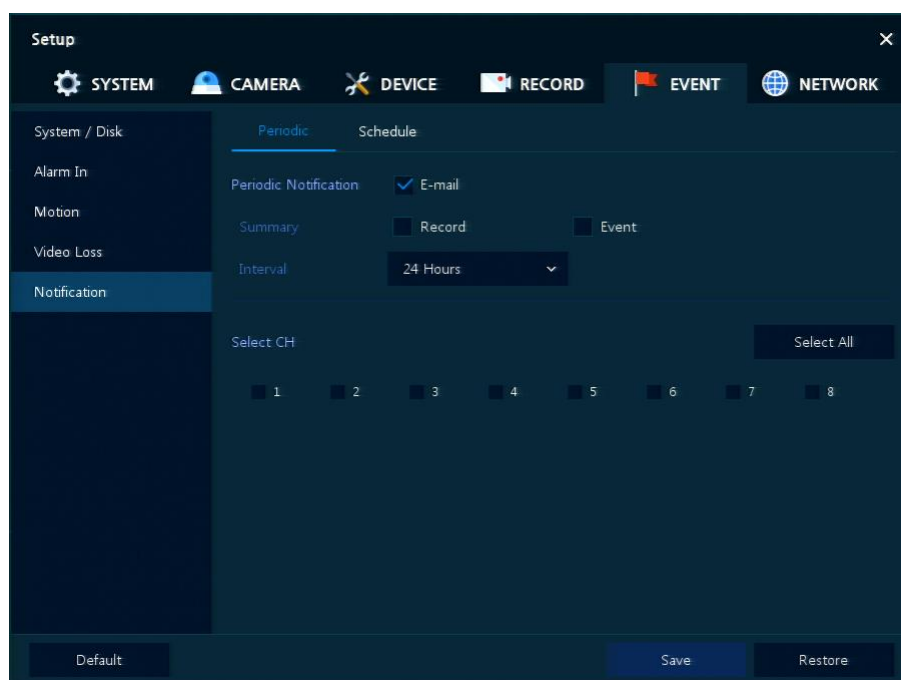 Setup
SYSTEM CAMERA DEVICE RECORD EVENT NETWORK
System / Disk
Alarm In
Motion
Video Loss
Notification
Periodic Schedule
Periodic Notification E-mail
Summary Record Event
Interval 24 Hours
Select CH Select All
1 2 3 4 5 6 7 8
Default Save Restore